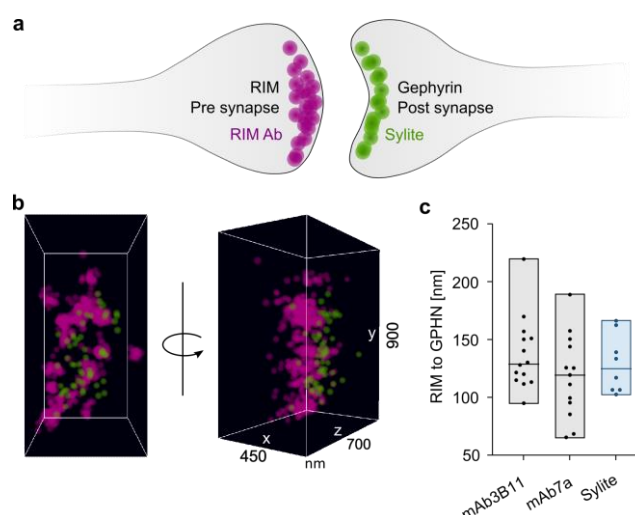 a
RIM
Pre synapse
RIM Ab
Gephyrin
Post synapse
Sylite
b
x
450
nm
z
700
y
900
c
RIM to GPHN [nm]
250
200
150
100
50
mAb3B11
mAb7a
Sylite